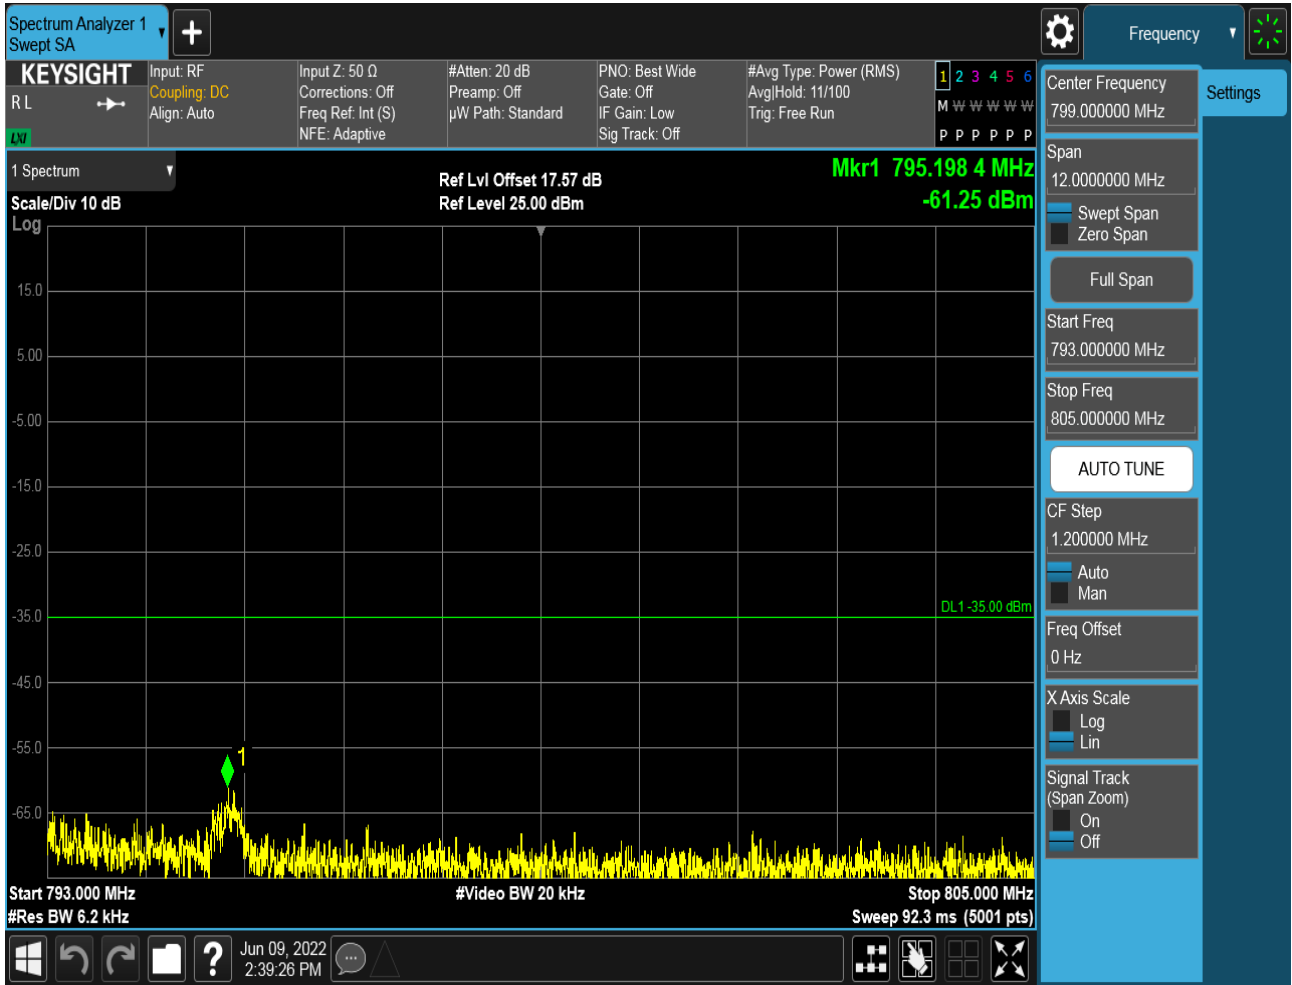 Spectrum Analyzer 1
Swept SA
Frequency
KEYSIGHT
R L
LXI
Input: RF
Coupling: DC
Align: Auto
Input Z: 50 Ω
Corrections: Off
Freq Ref: Int (S)
NFE: Adaptive
#Atten: 20 dB
Preamp: Off
µW Path: Standard
PNO: Best Wide
Gate: Off
IF Gain: Low
Sig Track: Off
#Avg Type: Power (RMS)
Avg|Hold: 11/100
Trig: Free Run
1 2 3 4 5 6
M W W W W W
P P P P P P
1 Spectrum
Scale/Div 10 dB
Log
Ref Lvl Offset 17.57 dB
Ref Level 25.00 dBm
Mkr1 795.198 4 MHz
-61.25 dBm
15.0
5.00
-5.00
-15.0
-25.0
-35.0
-45.0
-55.0
-65.0
DL1 -35.00 dBm
1
Start 793.000 MHz
#Res BW 6.2 kHz
#Video BW 20 kHz
Stop 805.000 MHz
Sweep 92.3 ms (5001 pts)
Jun 09, 2022
2:39:26 PM
Center Frequency
799.000000 MHz
Span
12.0000000 MHz
Swept Span
Zero Span
Full Span
Start Freq
793.000000 MHz
Stop Freq
805.000000 MHz
AUTO TUNE
CF Step
1.200000 MHz
Auto
Man
Freq Offset
0 Hz
X Axis Scale
Log
Lin
Signal Track
(Span Zoom)
On
Off
Settings